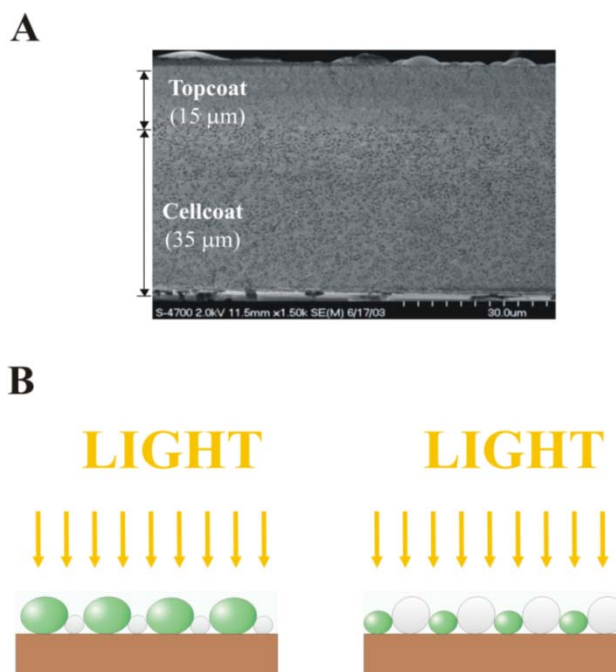 A
Topcoat
(15 μm)
Cellcoat
(35 μm)
S-4700 2.0kV 11.5mm ×1.50k SE(M) 6/17/03 30.0um
B
LIGHT LIGHT